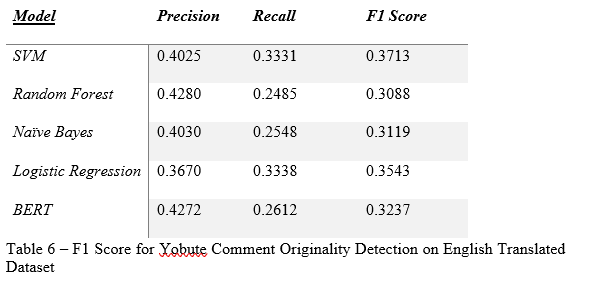 Model Precision Recall F1 Score
SVM 0.4025 0.3331 0.3713
Random Forest 0.4280 0.2485 0.3088
Naïve Bayes 0.4030 0.2548 0.3119
Logistic Regression 0.3670 0.3338 0.3543
BERT 0.4272 0.2612 0.3237
Table 6 – F1 Score for Yobute Comment Originality Detection on English Translated
Dataset